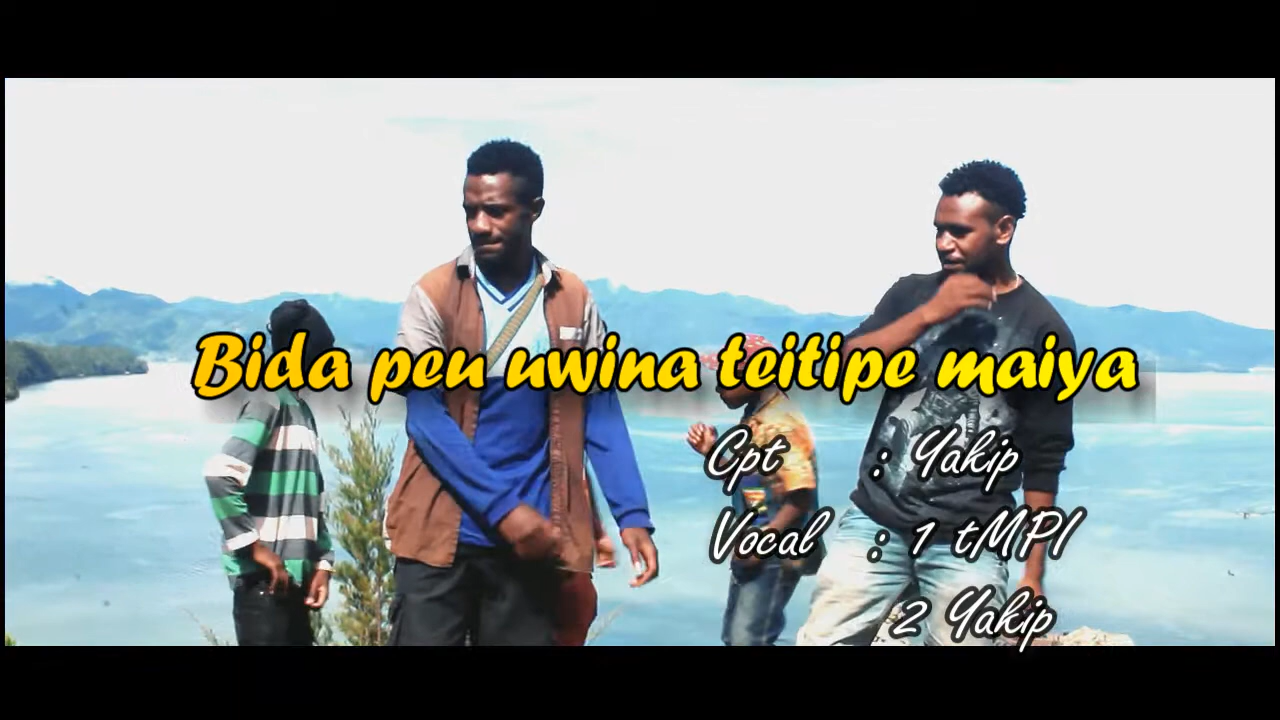 Bida peu uwina teitipe maiya
Cpt : Yakip
Vocal : 1 tMPI
2 Yakip